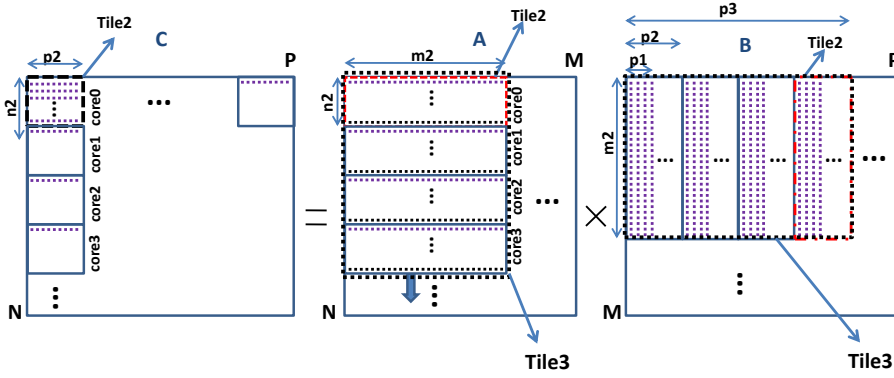 Tile2
C
P
p2
n2
core0
core1
core2
core3
N
...
=
Tile2
A
M
m2
n2
core0
core1
core2
core3
N
...
Tile3
×
p3
p2
B
Tile2
P
p1
m2
M
...
Tile3